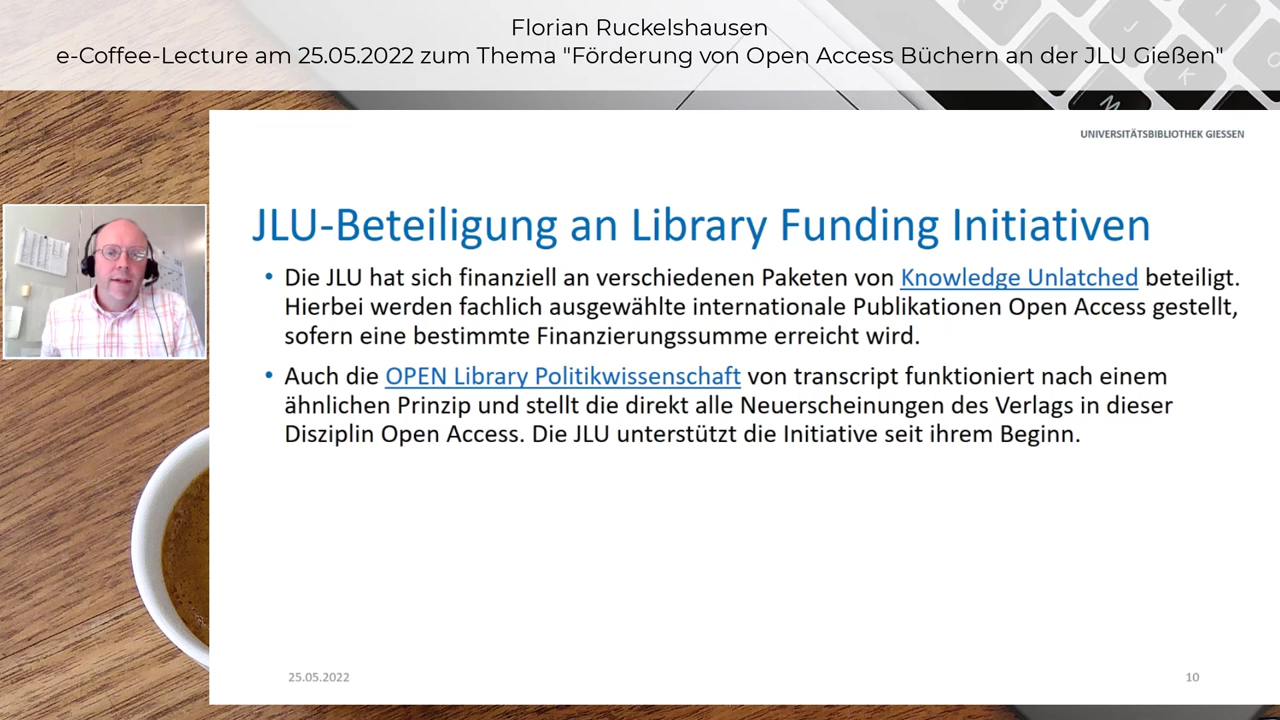 Florian Ruckelshausen
e-Coffee-Lecture am 25.05.2022 zum Thema "Förderung von Open Access Büchern an der JLU Gießen"
UNIVERSITÄTSBIBLIOTHEK GIESSEN
JLU-Beteiligung an Library Funding Initiativen
• Die JLU hat sich finanziell an verschiedenen Paketen von Knowledge Unlatched beteiligt.
Hierbei werden fachlich ausgewählte internationale Publikationen Open Access gestellt,
sofern eine bestimmte Finanzierungssumme erreicht wird.
• Auch die OPEN Library Politikwissenschaft von transcript funktioniert nach einem
ähnlichen Prinzip und stellt die direkt alle Neuerscheinungen des Verlags in dieser
Disziplin Open Access. Die JLU unterstützt die Initiative seit ihrem Beginn.
25.05.2022
10